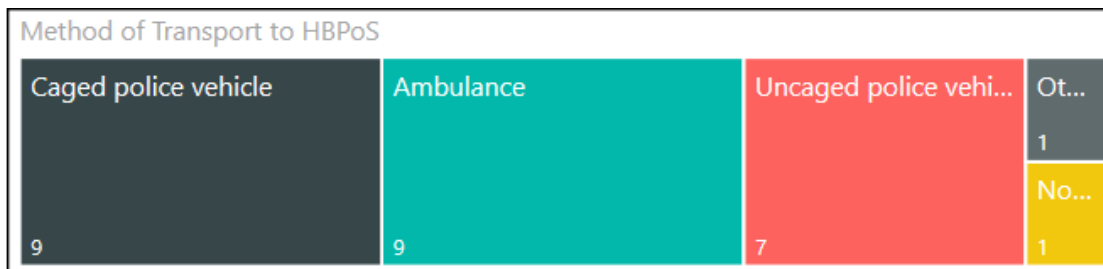 Method of Transport to HBPoS
Caged police vehicle
9
Ambulance
9
Uncaged police vehi...
7
Ot...
1
No...
1